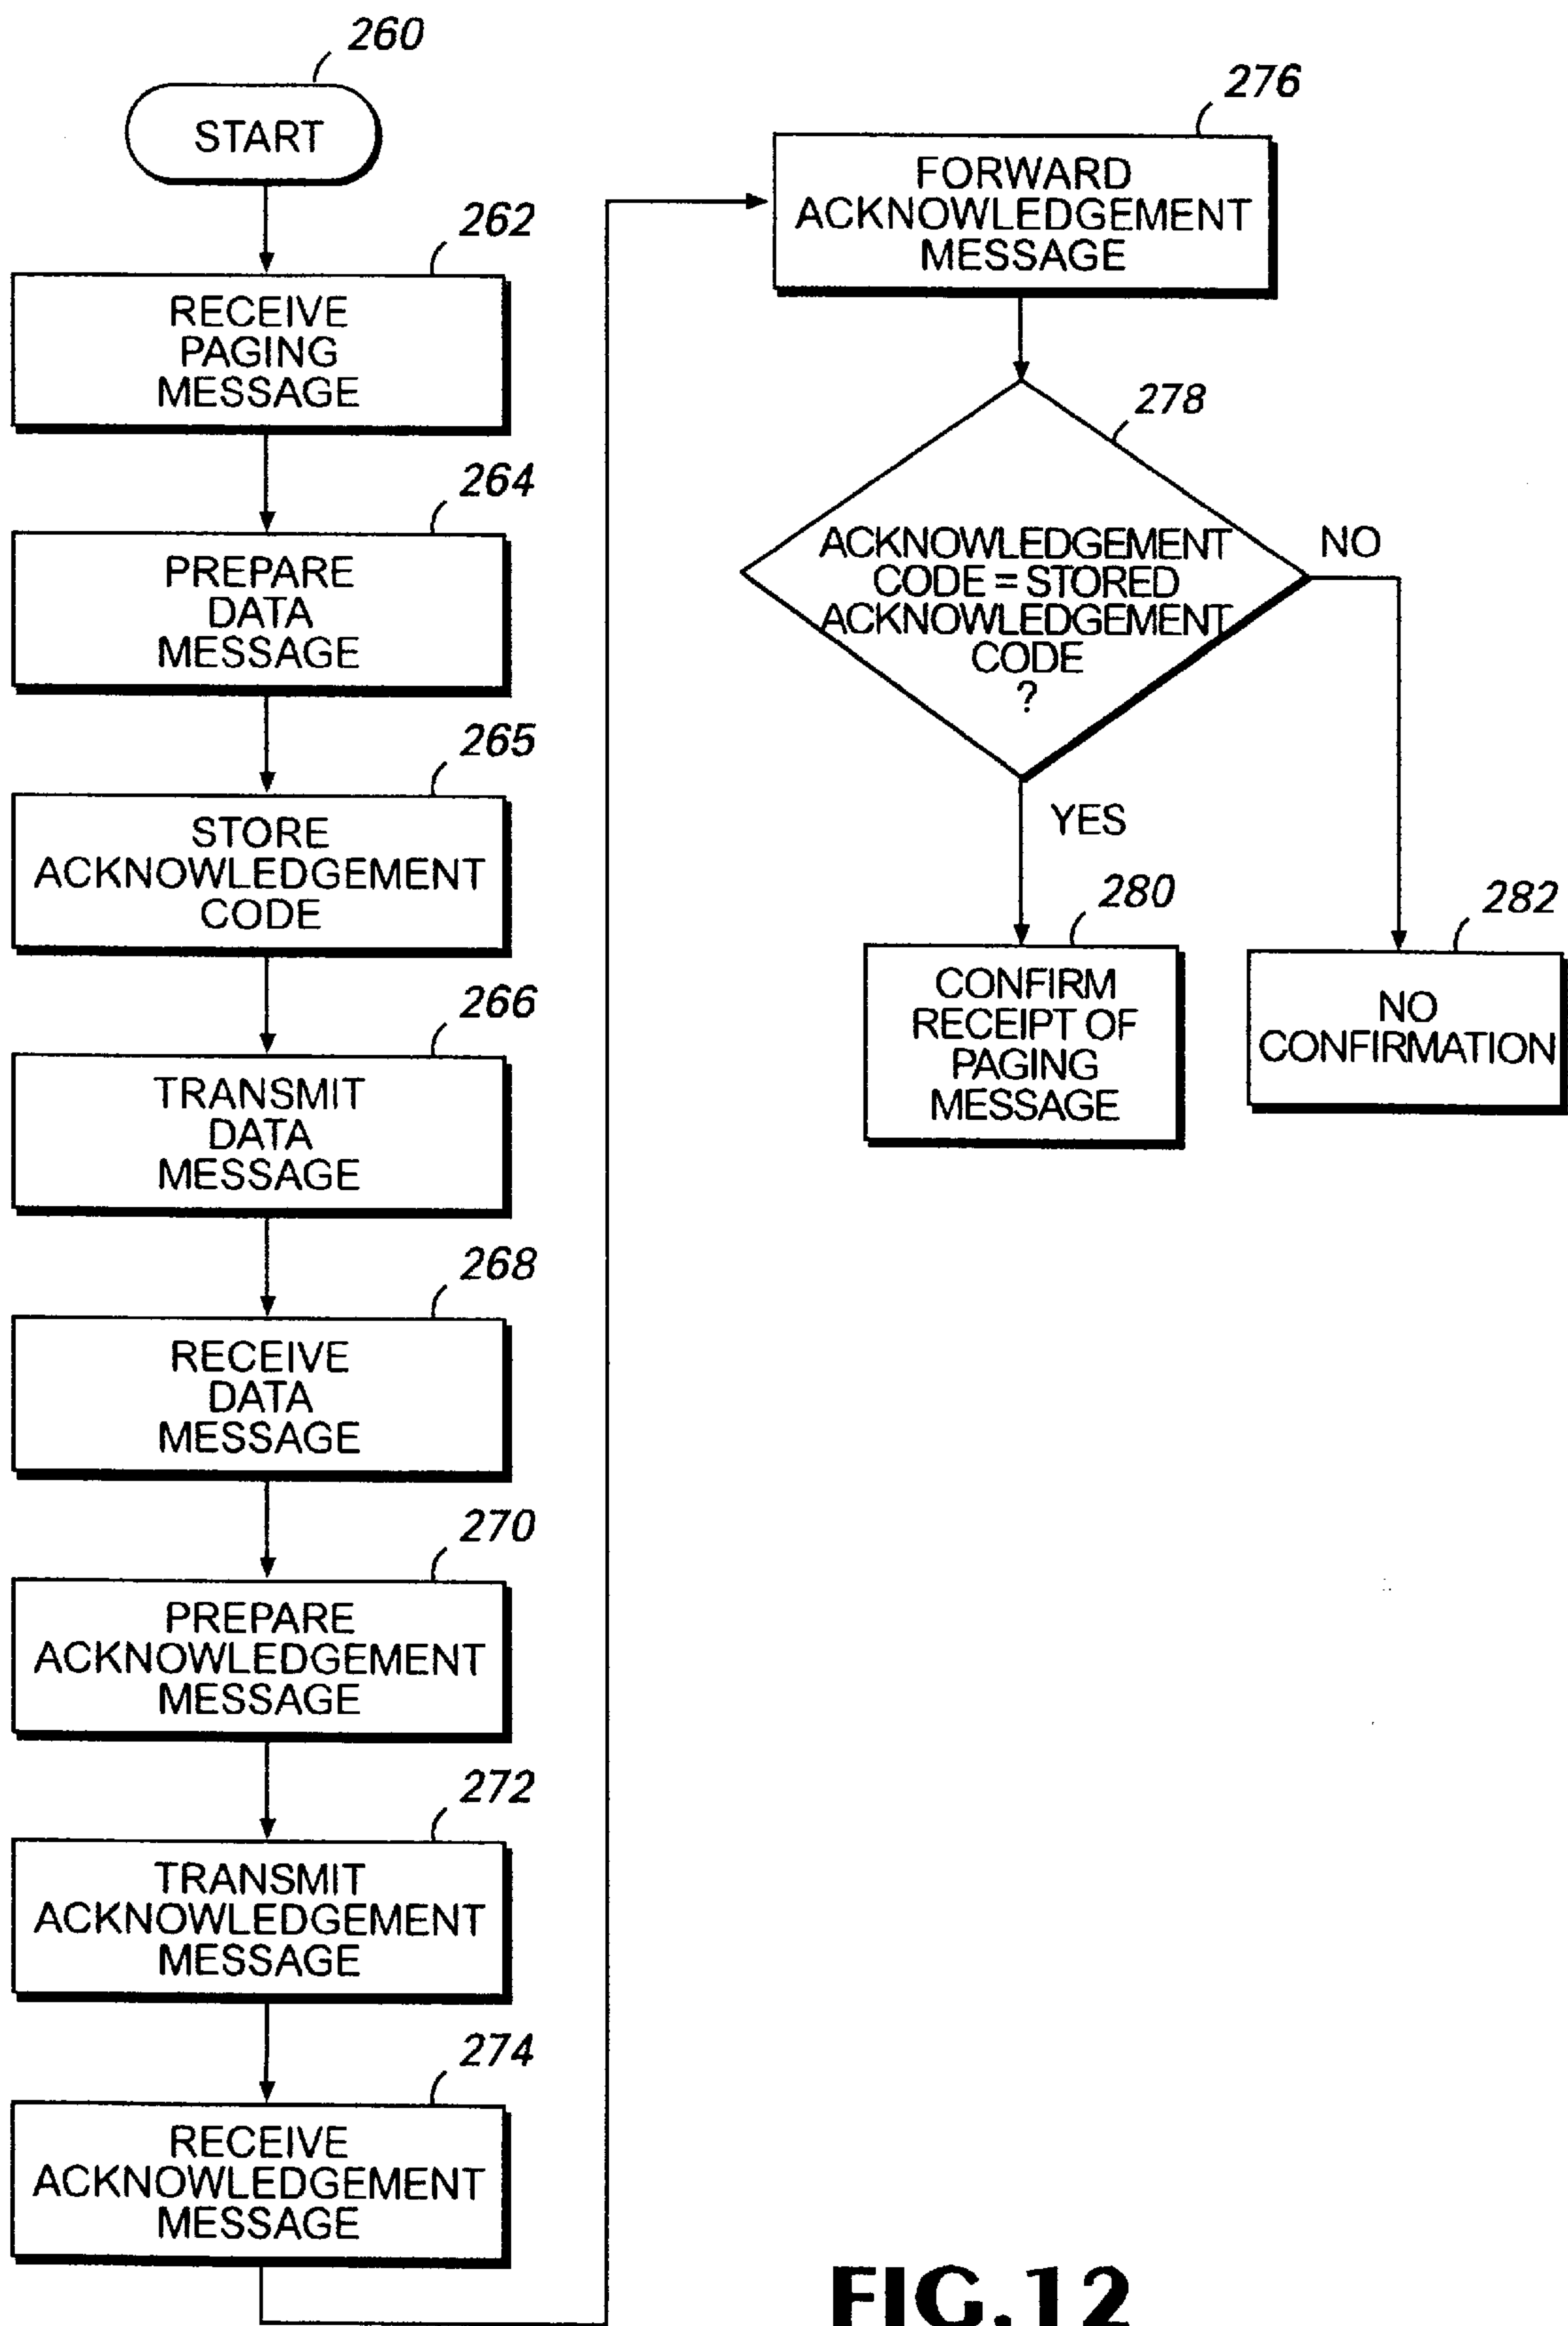 260
START
262
RECEIVE
PAGING
MESSAGE
264
PREPARE
DATA
MESSAGE
265
STORE
ACKNOWLEDGEMENT
CODE
266
TRANSMIT
DATA
MESSAGE
268
RECEIVE
DATA
MESSAGE
270
PREPARE
ACKNOWLEDGEMENT
MESSAGE
272
TRANSMIT
ACKNOWLEDGEMENT
MESSAGE
274
RECEIVE
ACKNOWLEDGEMENT
MESSAGE
276
FORWARD
ACKNOWLEDGEMENT
MESSAGE
278
ACKNOWLEDGEMENT
CODE = STORED
ACKNOWLEDGEMENT
CODE
?
NO
YES
280
CONFIRM
RECEIPT OF
PAGING
MESSAGE
282
NO
CONFIRMATION
FIG.12